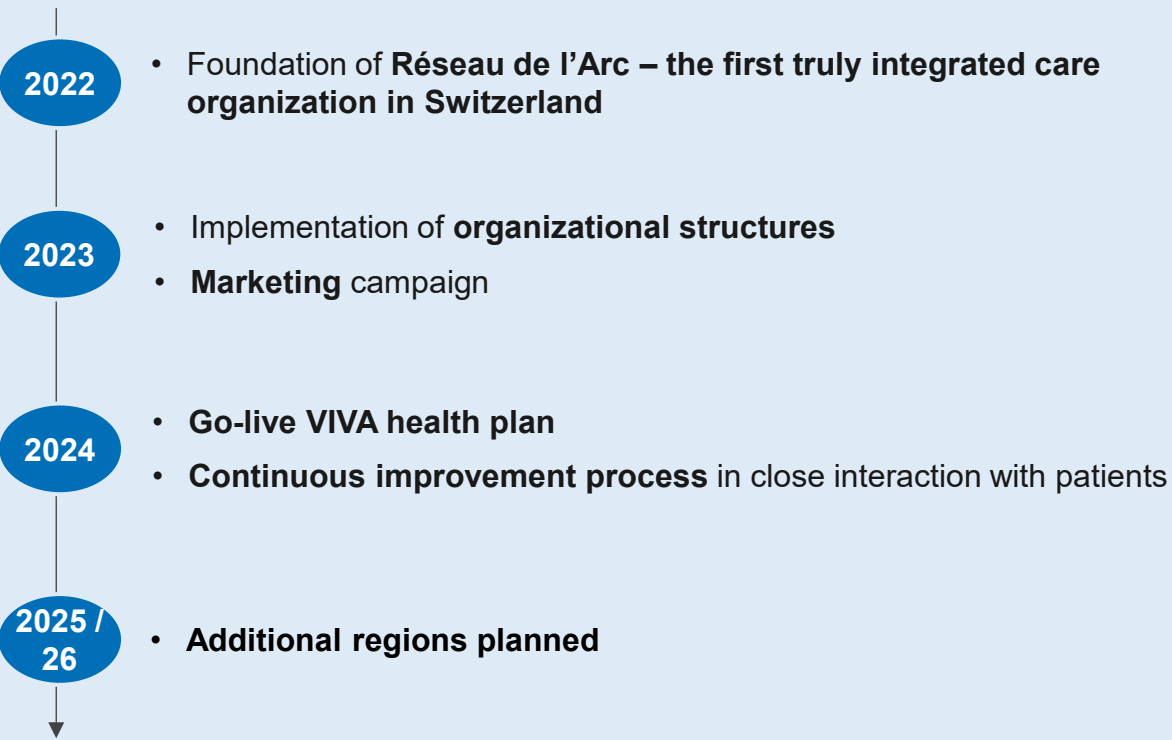 2022
• Foundation of Réseau de l’Arc – the first truly integrated care
organization in Switzerland
2023
• Implementation of organizational structures
• Marketing campaign
2024
• Go-live VIVA health plan
• Continuous improvement process in close interaction with patients
2025 /
26
• Additional regions planned